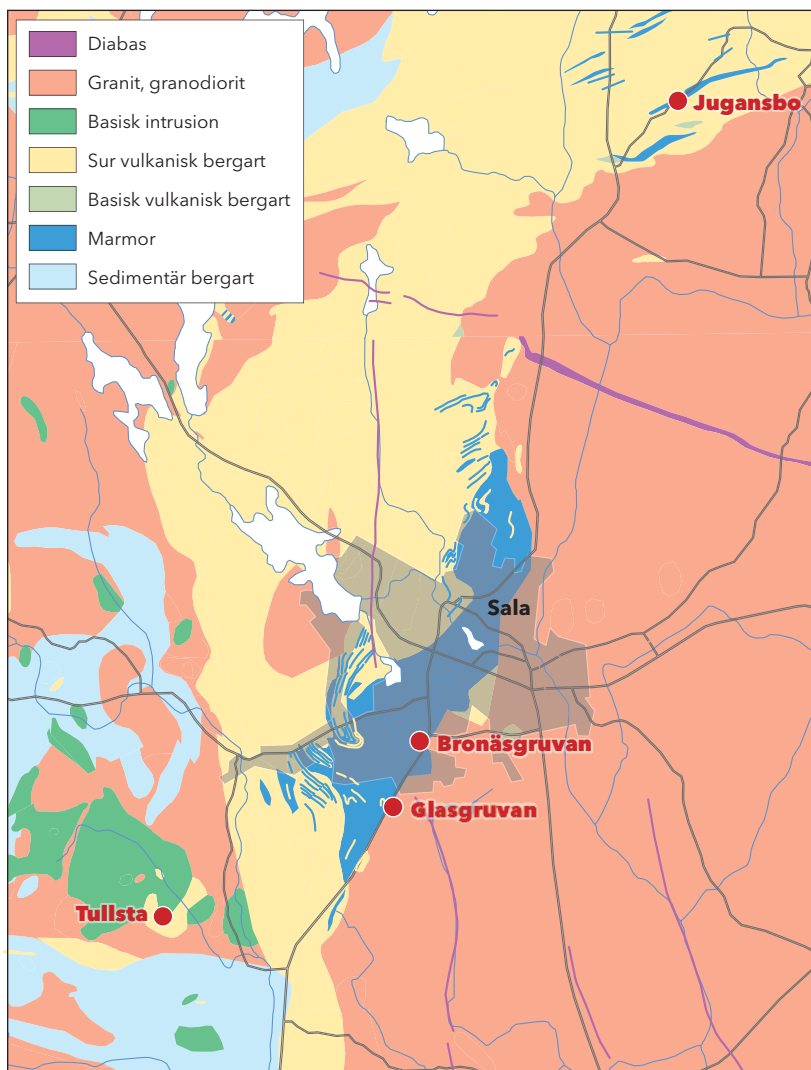 Diabas
Granit, granodiorit
Basisk intrusion
Sur vulkanisk bergart
Basisk vulkanisk bergart
Marmor
Sedimentär bergart
Jugansbo
Sala
Bronäsgruvan
Glasgruvan
Tullsta